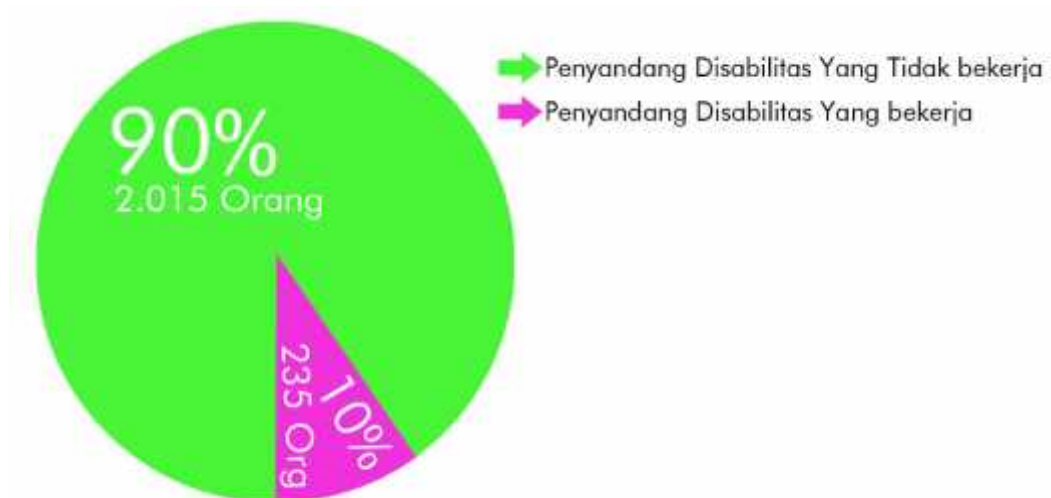 Penyandang Disabilitas Yang Tidak bekerja
Penyandang Disabilitas Yang bekerja
90%
2.015 Orang
10%
235 Org